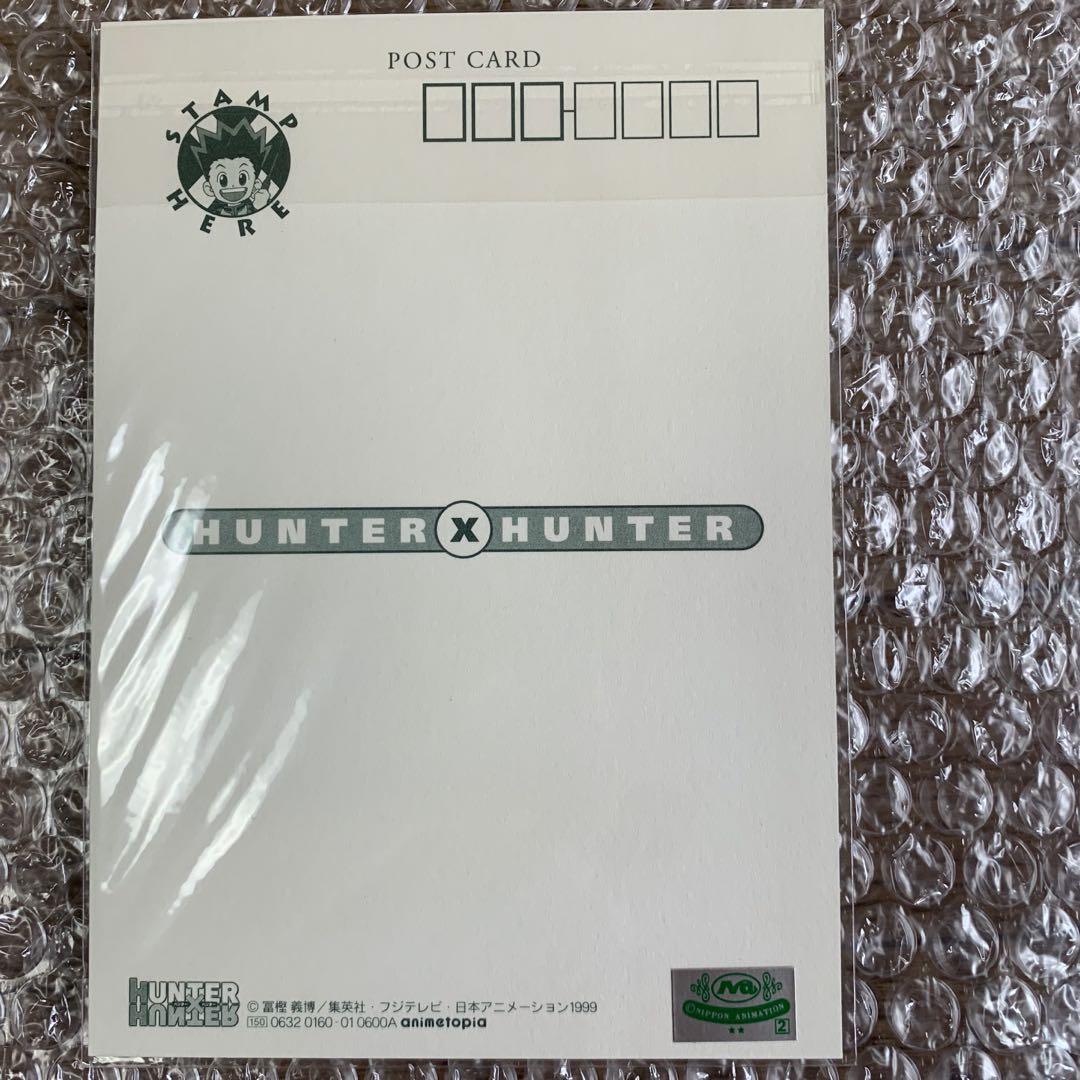 POST CARD
STAMP HERE
HUNTER X HUNTER
HUNTER
X
HUNTER
© 冨樫 義博／集英社・フジテレビ・日本アニメーション1999
150 0632 0160・01 0600A animetopia
NA
©NIPPON ANIMATION
★★
2